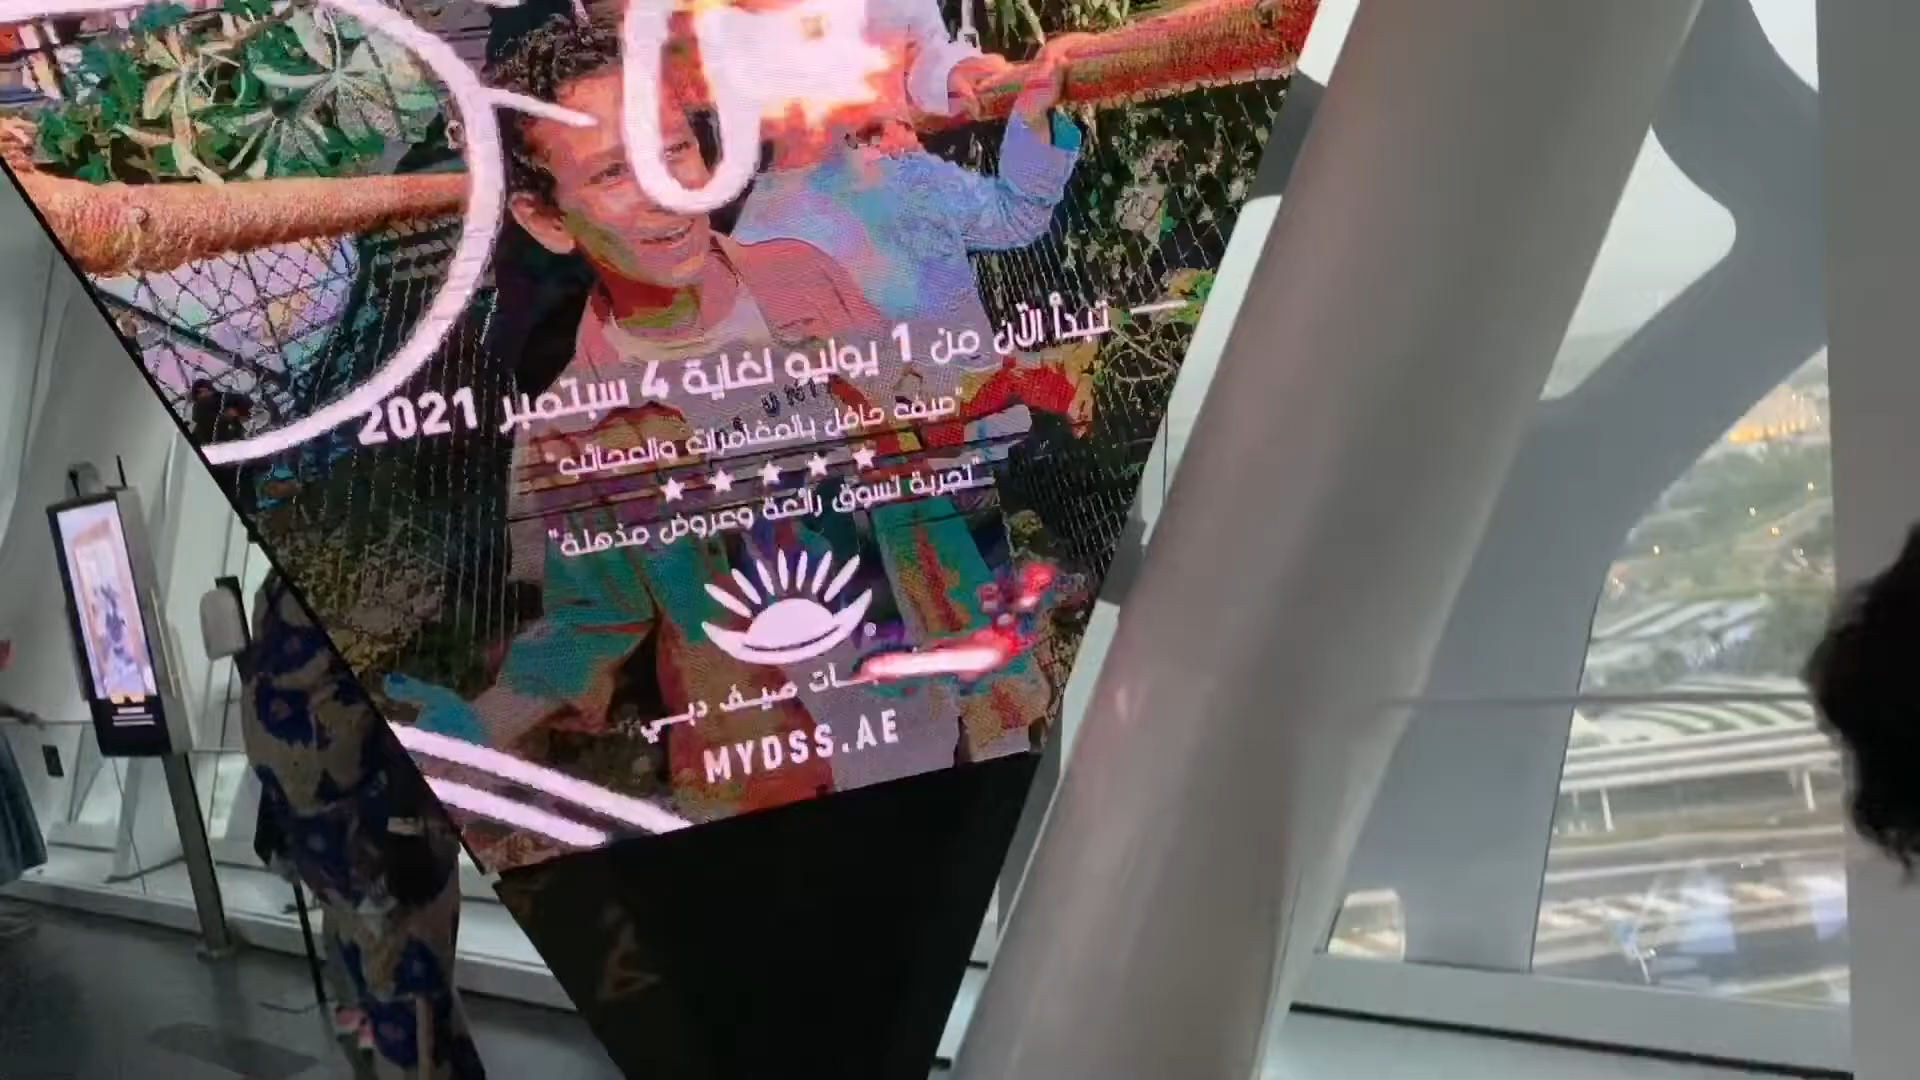 تبدأ الآن من 1 يوليو لغاية 4 سبتمبر 2021
"صيف حافل بالمغامرات والعجائب"
"تجربة تسوق رائعة وعروض مذهلة"
صيف دبي
MYDSS.AE